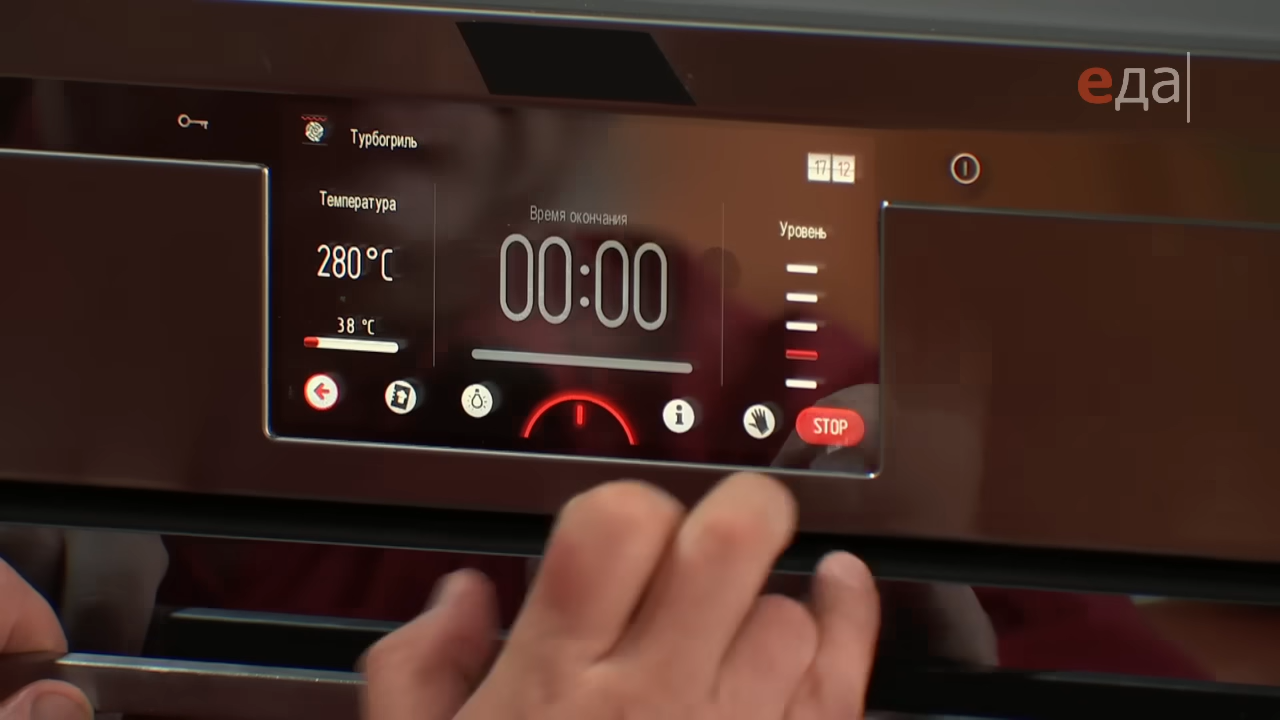 еда
Турбогриль
17 12
Температура
Время окончания
Уровень
280°C
00:00
38 °C
i
STOP